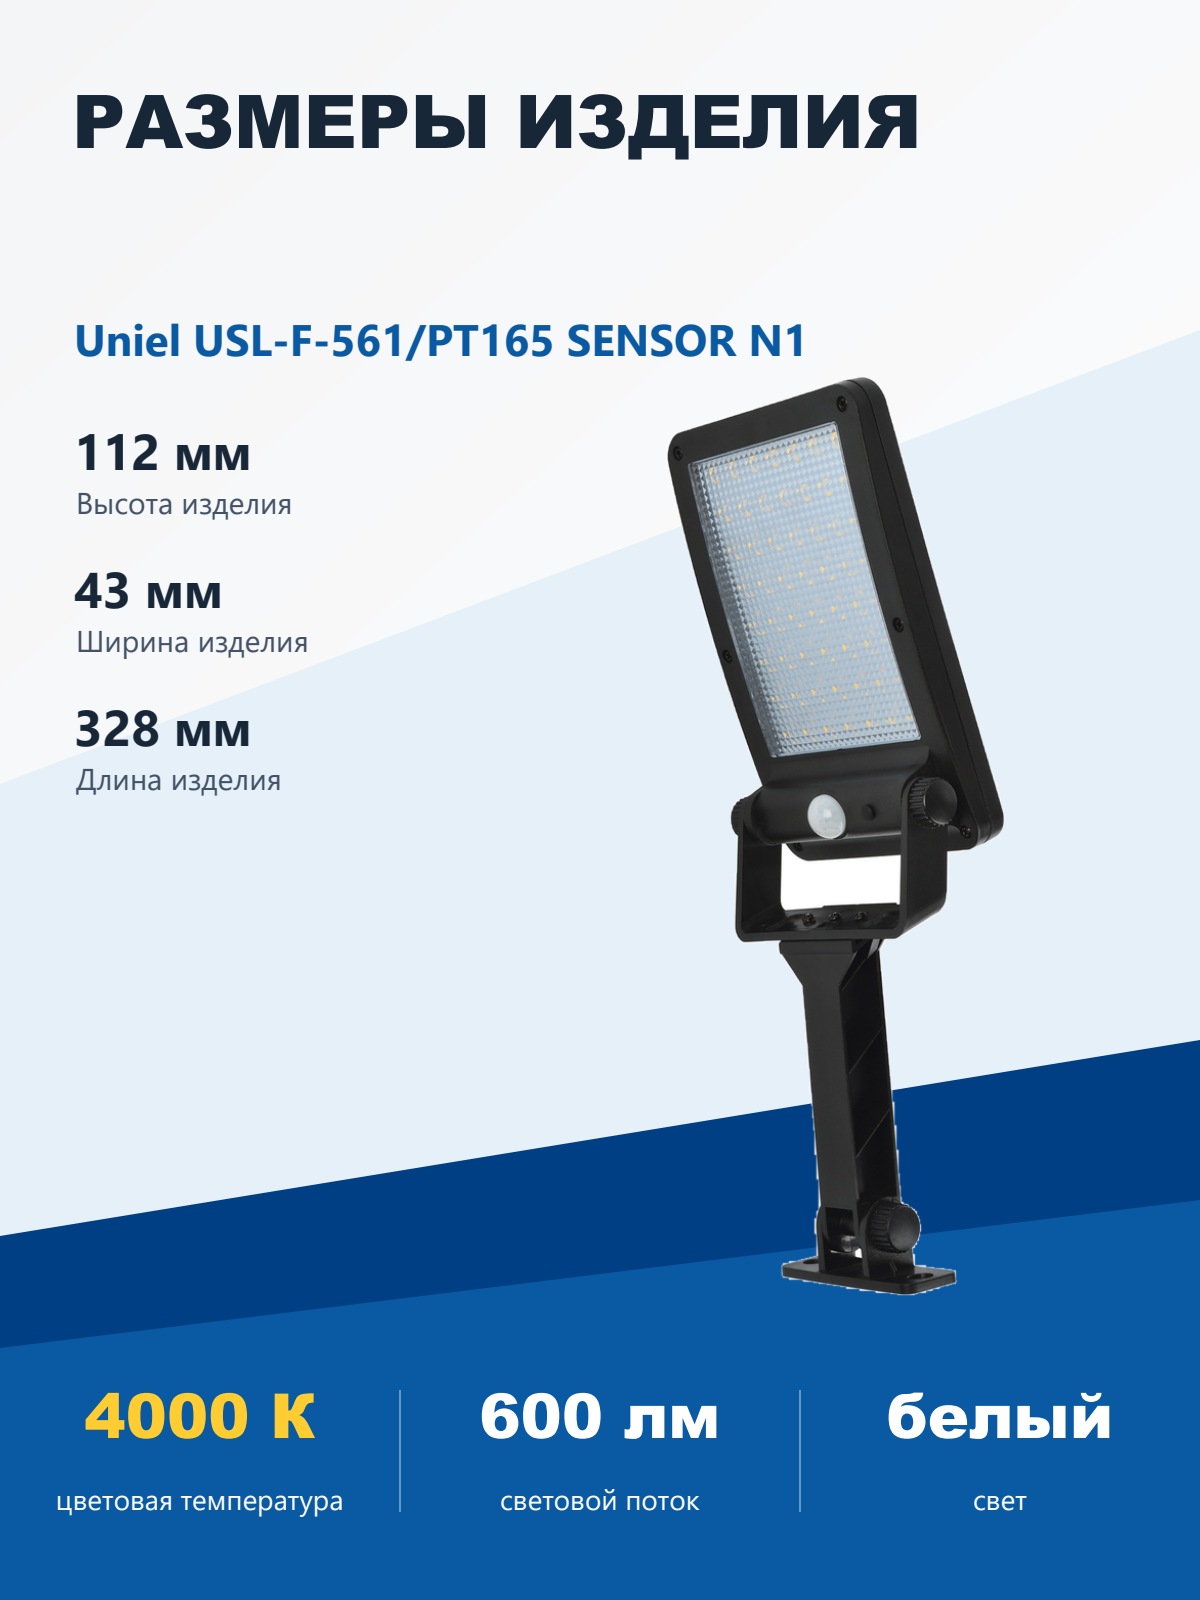 РАЗМЕРЫ ИЗДЕЛИЯ
Uniel USL-F-561/PT165 SENSOR N1
112 мм
Высота изделия
43 мм
Ширина изделия
328 мм
Длина изделия
4000 К
цветовая температура
600 лм
световой поток
белый
свет